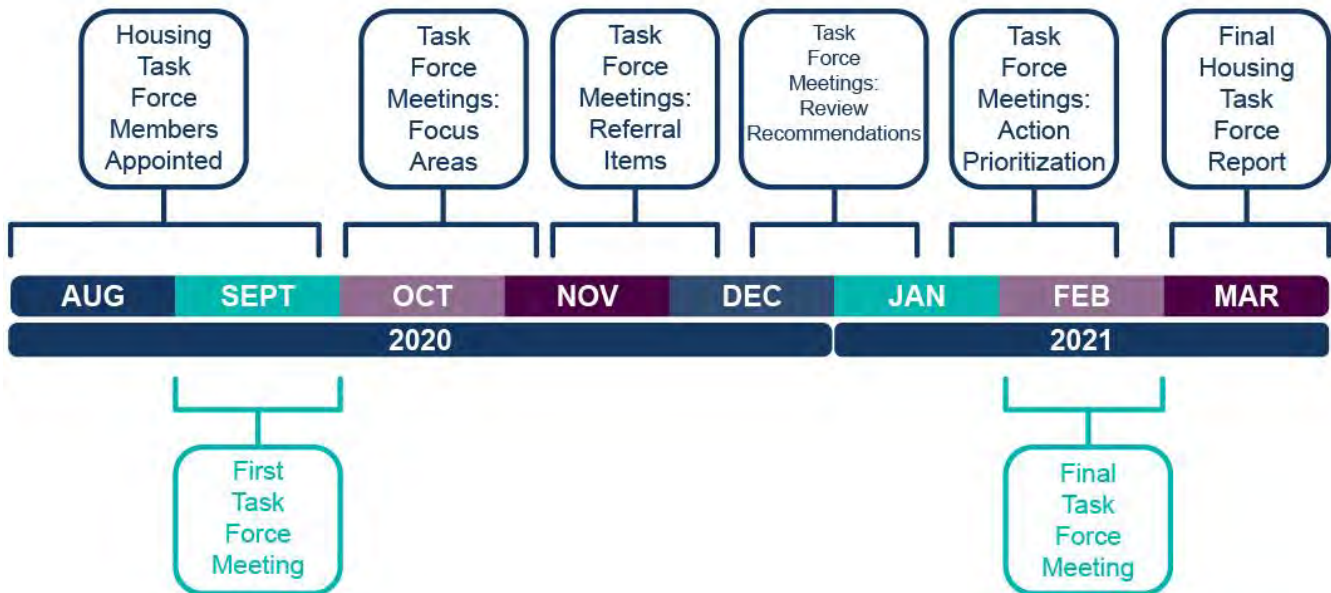 Housing
Task
Force
Members
Appointed
Task
Force
Meetings:
Focus
Areas
Task
Force
Meetings:
Referral
Items
Task
Force
Meetings:
Review
Recommendations
Task
Force
Meetings:
Action
Prioritization
Final
Housing
Task
Force
Report
AUG SEPT OCT NOV DEC JAN FEB MAR
2020 2021
First
Task
Force
Meeting
Final
Task
Force
Meeting